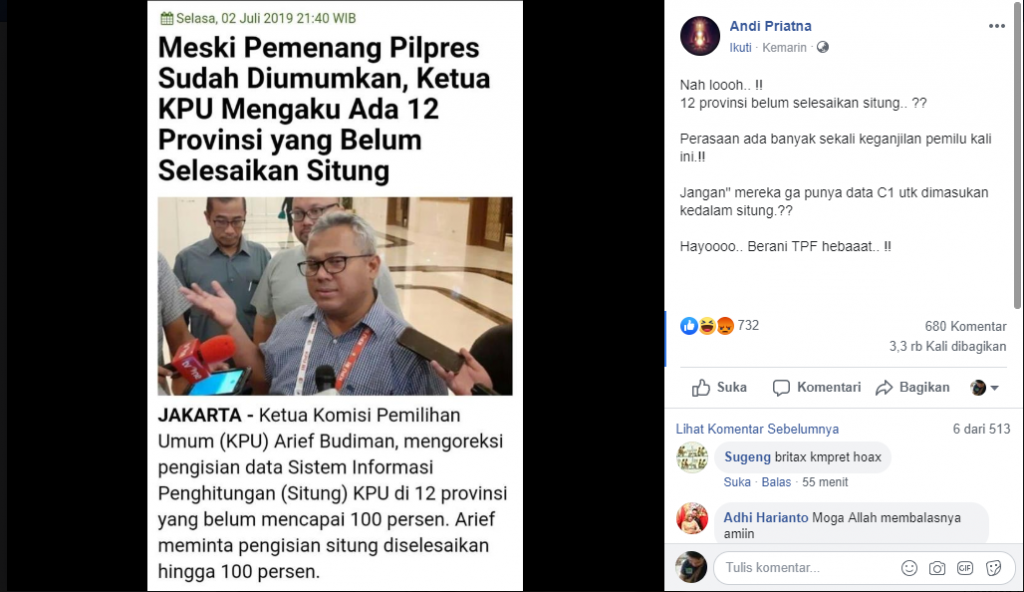 Selasa, 02 Juli 2019 21:40 WIB
Meski Pemenang Pilpres
Sudah Diumumkan, Ketua
KPU Mengaku Ada 12
Provinsi yang Belum
Selesaikan Situng
JAKARTA - Ketua Komisi Pemilihan
Umum (KPU) Arief Budiman, mengoreksi
pengisian data Sistem Informasi
Penghitungan (Situng) KPU di 12 provinsi
yang belum mencapai 100 persen. Arief
meminta pengisian situng diselesaikan
hingga 100 persen.
Andi Priatna
Ikuti · Kemarin ·
Nah loooh.. !!
12 provinsi belum selesaikan situng.. ??
Perasaan ada banyak sekali keganjilan pemilu kali
ini.!!
Jangan" mereka ga punya data C1 utk dimasukan
kedalam situng.??
Hayoooo.. Berani TPF hebaaat.. !!
732
680 Komentar
3,3 rb Kali dibagikan
Suka Komentari Bagikan
Lihat Komentar Sebelumnya 6 dari 513
Sugeng britax kmpret hoax
Suka · Balas · 55 menit
Adhi Harianto Moga Allah membalasnya
amiin
Tulis komentar... GIF